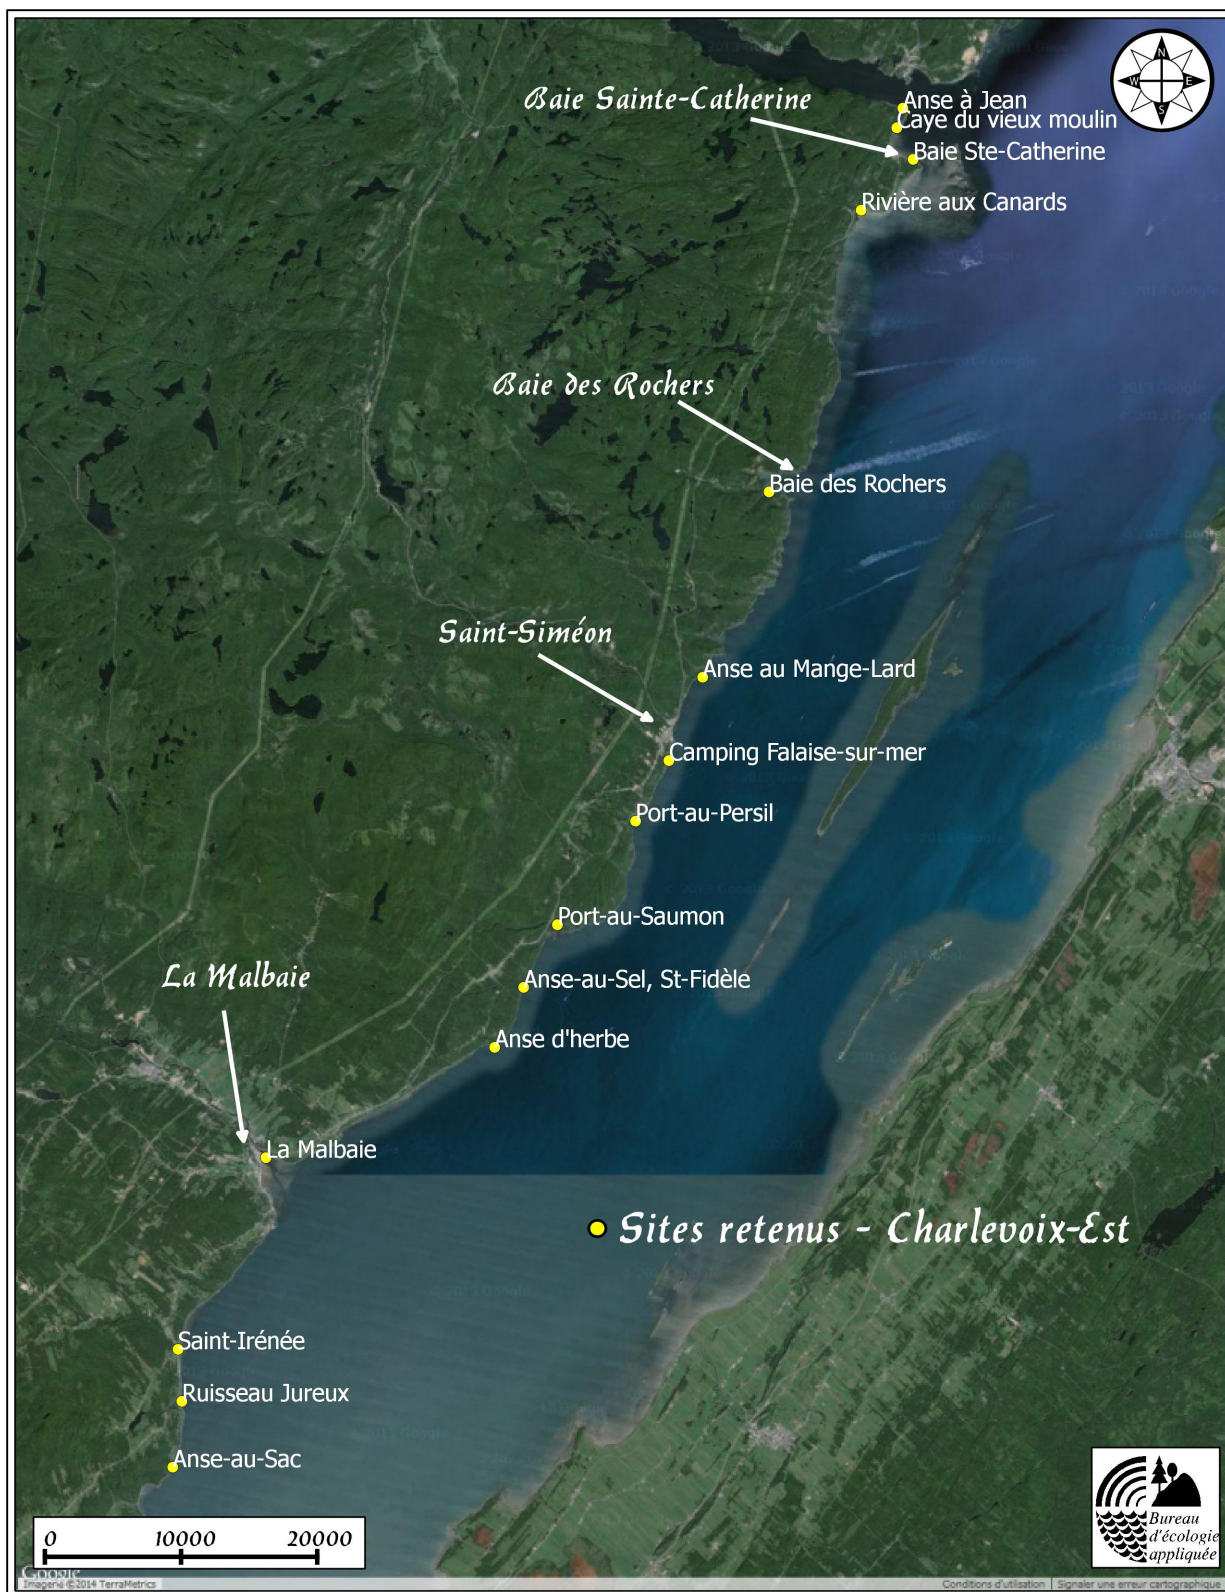 N
W
E
S
Baie Sainte-Catherine
Anse à Jean
Caye du vieux moulin
Baie Ste-Catherine
Rivière aux Canards
Baie des Rochers
Baie des Rochers
Saint-Siméon
Anse au Mange-Lard
Camping Falaise-sur-mer
Port-au-Persil
Port-au-Saumon
La Malbaie
Anse-au-Sel, St-Fidèle
Anse d'herbe
La Malbaie
Sites retenus - Charlevoix-Est
Saint-Irénée
Ruisseau Jureux
Anse-au-Sac
0 10000 20000
Bureau
d'écologie
appliquée
Google
Imagerie ©2014 TerraMetrics
Conditions d'utilisation | Signaler une erreur cartographique